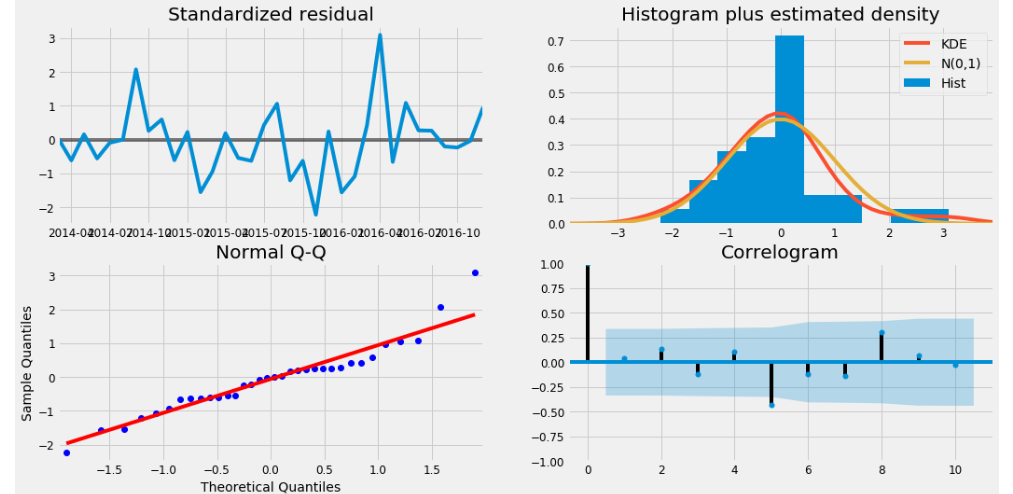 Standardized residual
3
2
1
0
−1
−2
2014-04 2014-07 2014-10 2015-01 2015-04 2015-07 2015-10 2016-01 2016-04 2016-07 2016-10
Histogram plus estimated density
0.7
0.6
0.5
0.4
0.3
0.2
0.1
0.0
−3 −2 −1 0 1 2 3
KDE
N(0,1)
Hist
Normal Q-Q
Sample Quantiles
3
2
1
0
−1
−2
−1.5 −1.0 −0.5 0.0 0.5 1.0 1.5
Theoretical Quantiles
Correlogram
1.00
0.75
0.50
0.25
0.00
−0.25
−0.50
−0.75
−1.00
0 2 4 6 8 10